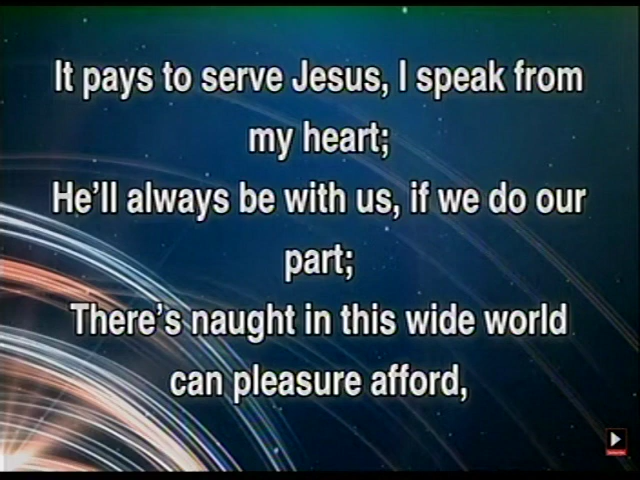 It pays to serve Jesus, I speak from
my heart;
He'll always be with us, if we do our
part;
There's naught in this wide world
can pleasure afford,